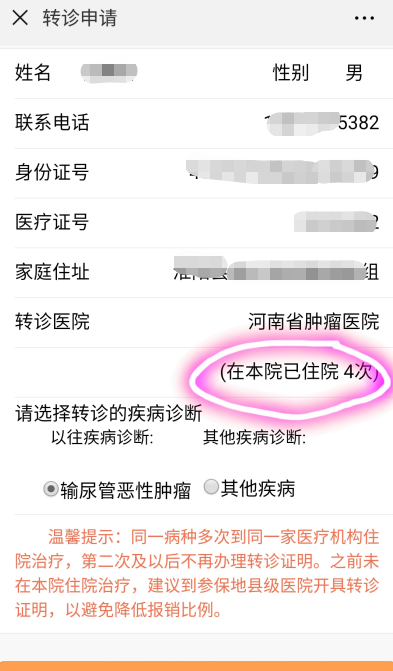 转诊申请
姓名 性别 男
联系电话 5382
身份证号 9
医疗证号 2
家庭住址 组
转诊医院 河南省肿瘤医院
(在本院已住院 4次)
请选择转诊的疾病诊断
以往疾病诊断: 其他疾病诊断:
输尿管恶性肿瘤 其他疾病
温馨提示：同一病种多次到同一家医疗机构住
院治疗，第二次及以后不再办理转诊证明。之前未
在本院住院治疗，建议到参保地县级医院开具转诊
证明，以避免降低报销比例。